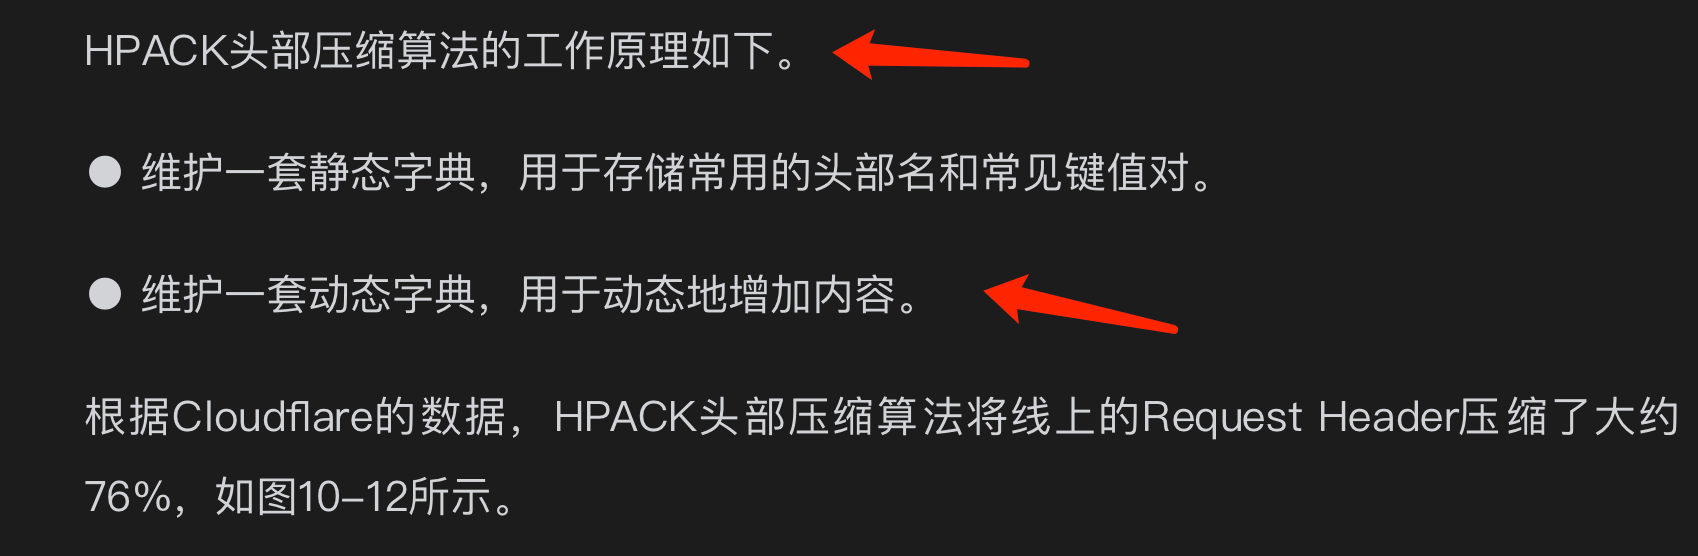 HPACK头部压缩算法的工作原理如下。
● 维护一套静态字典，用于存储常用的头部名和常见键值对。
● 维护一套动态字典，用于动态地增加内容。
根据Cloudflare的数据，HPACK头部压缩算法将线上的Request Header压缩了大约
76%，如图10–12所示。